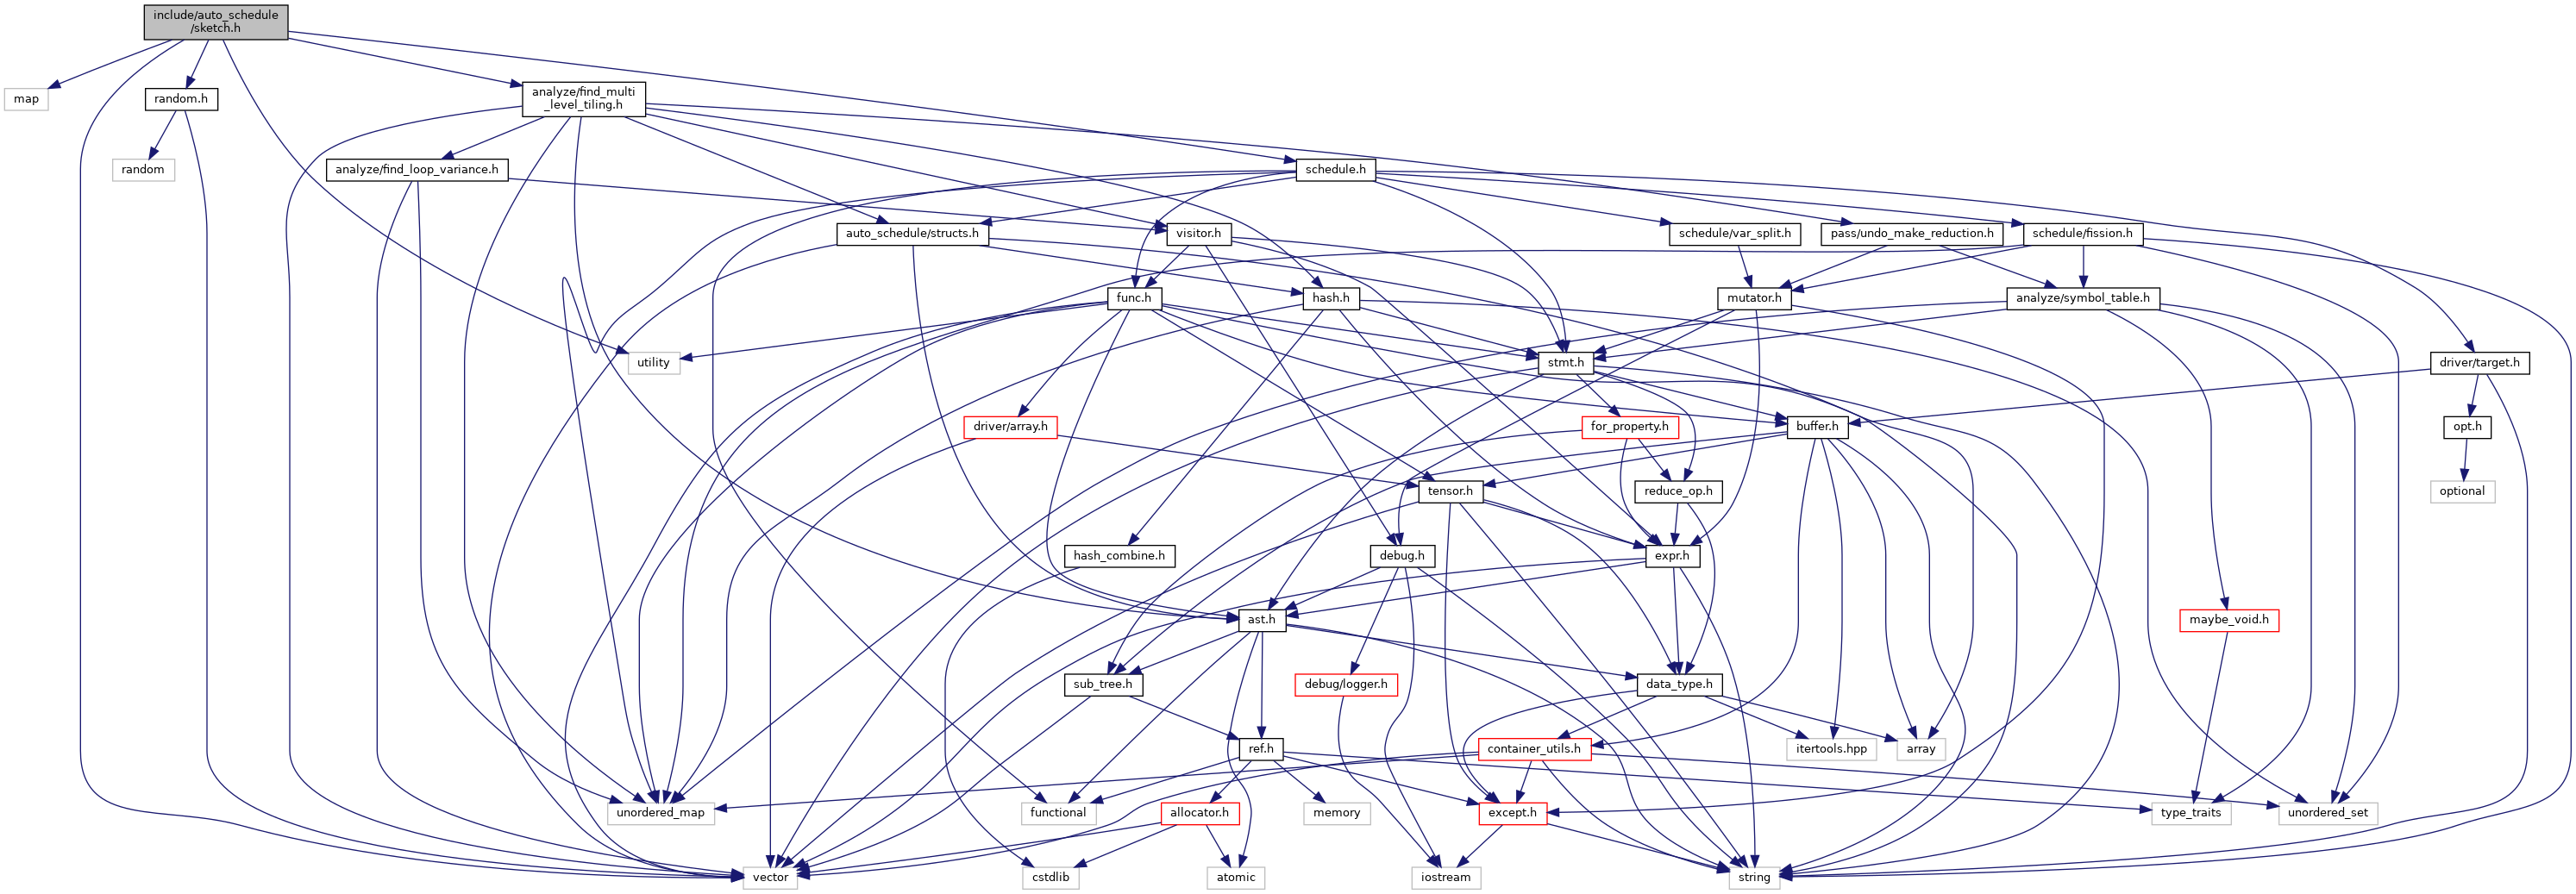 include/auto_schedule
/sketch.h
map
random.h
analyze/find_multi
_level_tiling.h
random
analyze/find_loop_variance.h
schedule.h
auto_schedule/structs.h
visitor.h
schedule/var_split.h
pass/undo_make_reduction.h
schedule/fission.h
func.h
hash.h
mutator.h
analyze/symbol_table.h
utility
stmt.h
driver/target.h
driver/array.h
for_property.h
buffer.h
opt.h
tensor.h
reduce_op.h
optional
hash_combine.h
debug.h
expr.h
ast.h
maybe_void.h
sub_tree.h
debug/logger.h
data_type.h
ref.h
container_utils.h
itertools.hpp
array
unordered_map
functional
allocator.h
memory
except.h
type_traits
unordered_set
vector
cstdlib
atomic
iostream
string